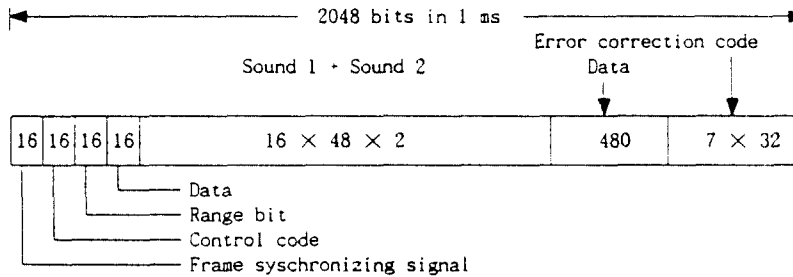 2048 bits in 1 ms
Error correction code
Sound 1 + Sound 2
Data
16 16 16 16 16 × 48 × 2 480 7 × 32
Data
Range bit
Control code
Frame syschronizing signal